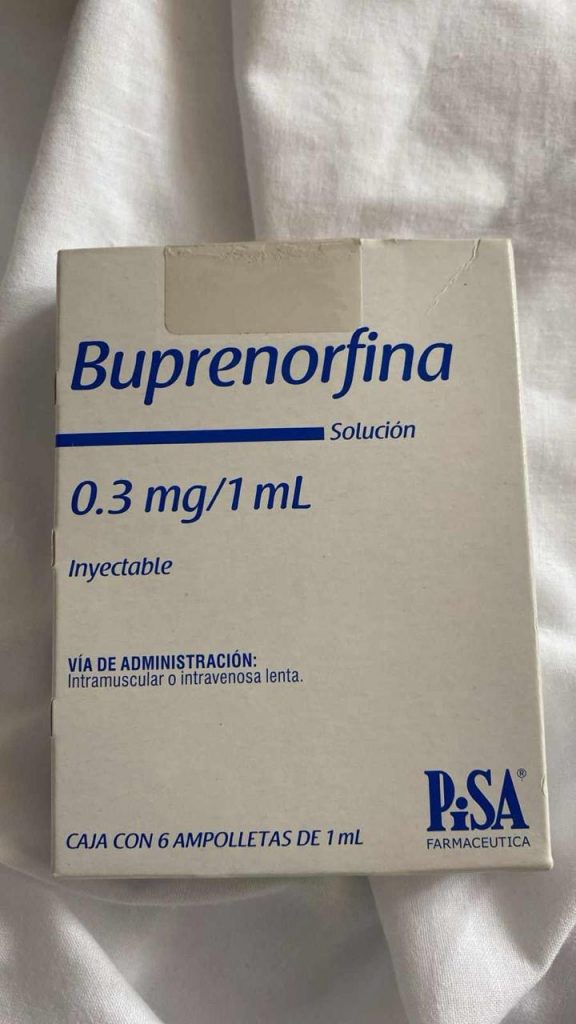 Buprenorfina
Solución
0.3 mg/1 mL
Inyectable
VÍA DE ADMINISTRACIÓN:
Intramuscular o intravenosa lenta.
PiSA®
FARMACEUTICA
CAJA CON 6 AMPOLLETAS DE 1 mL